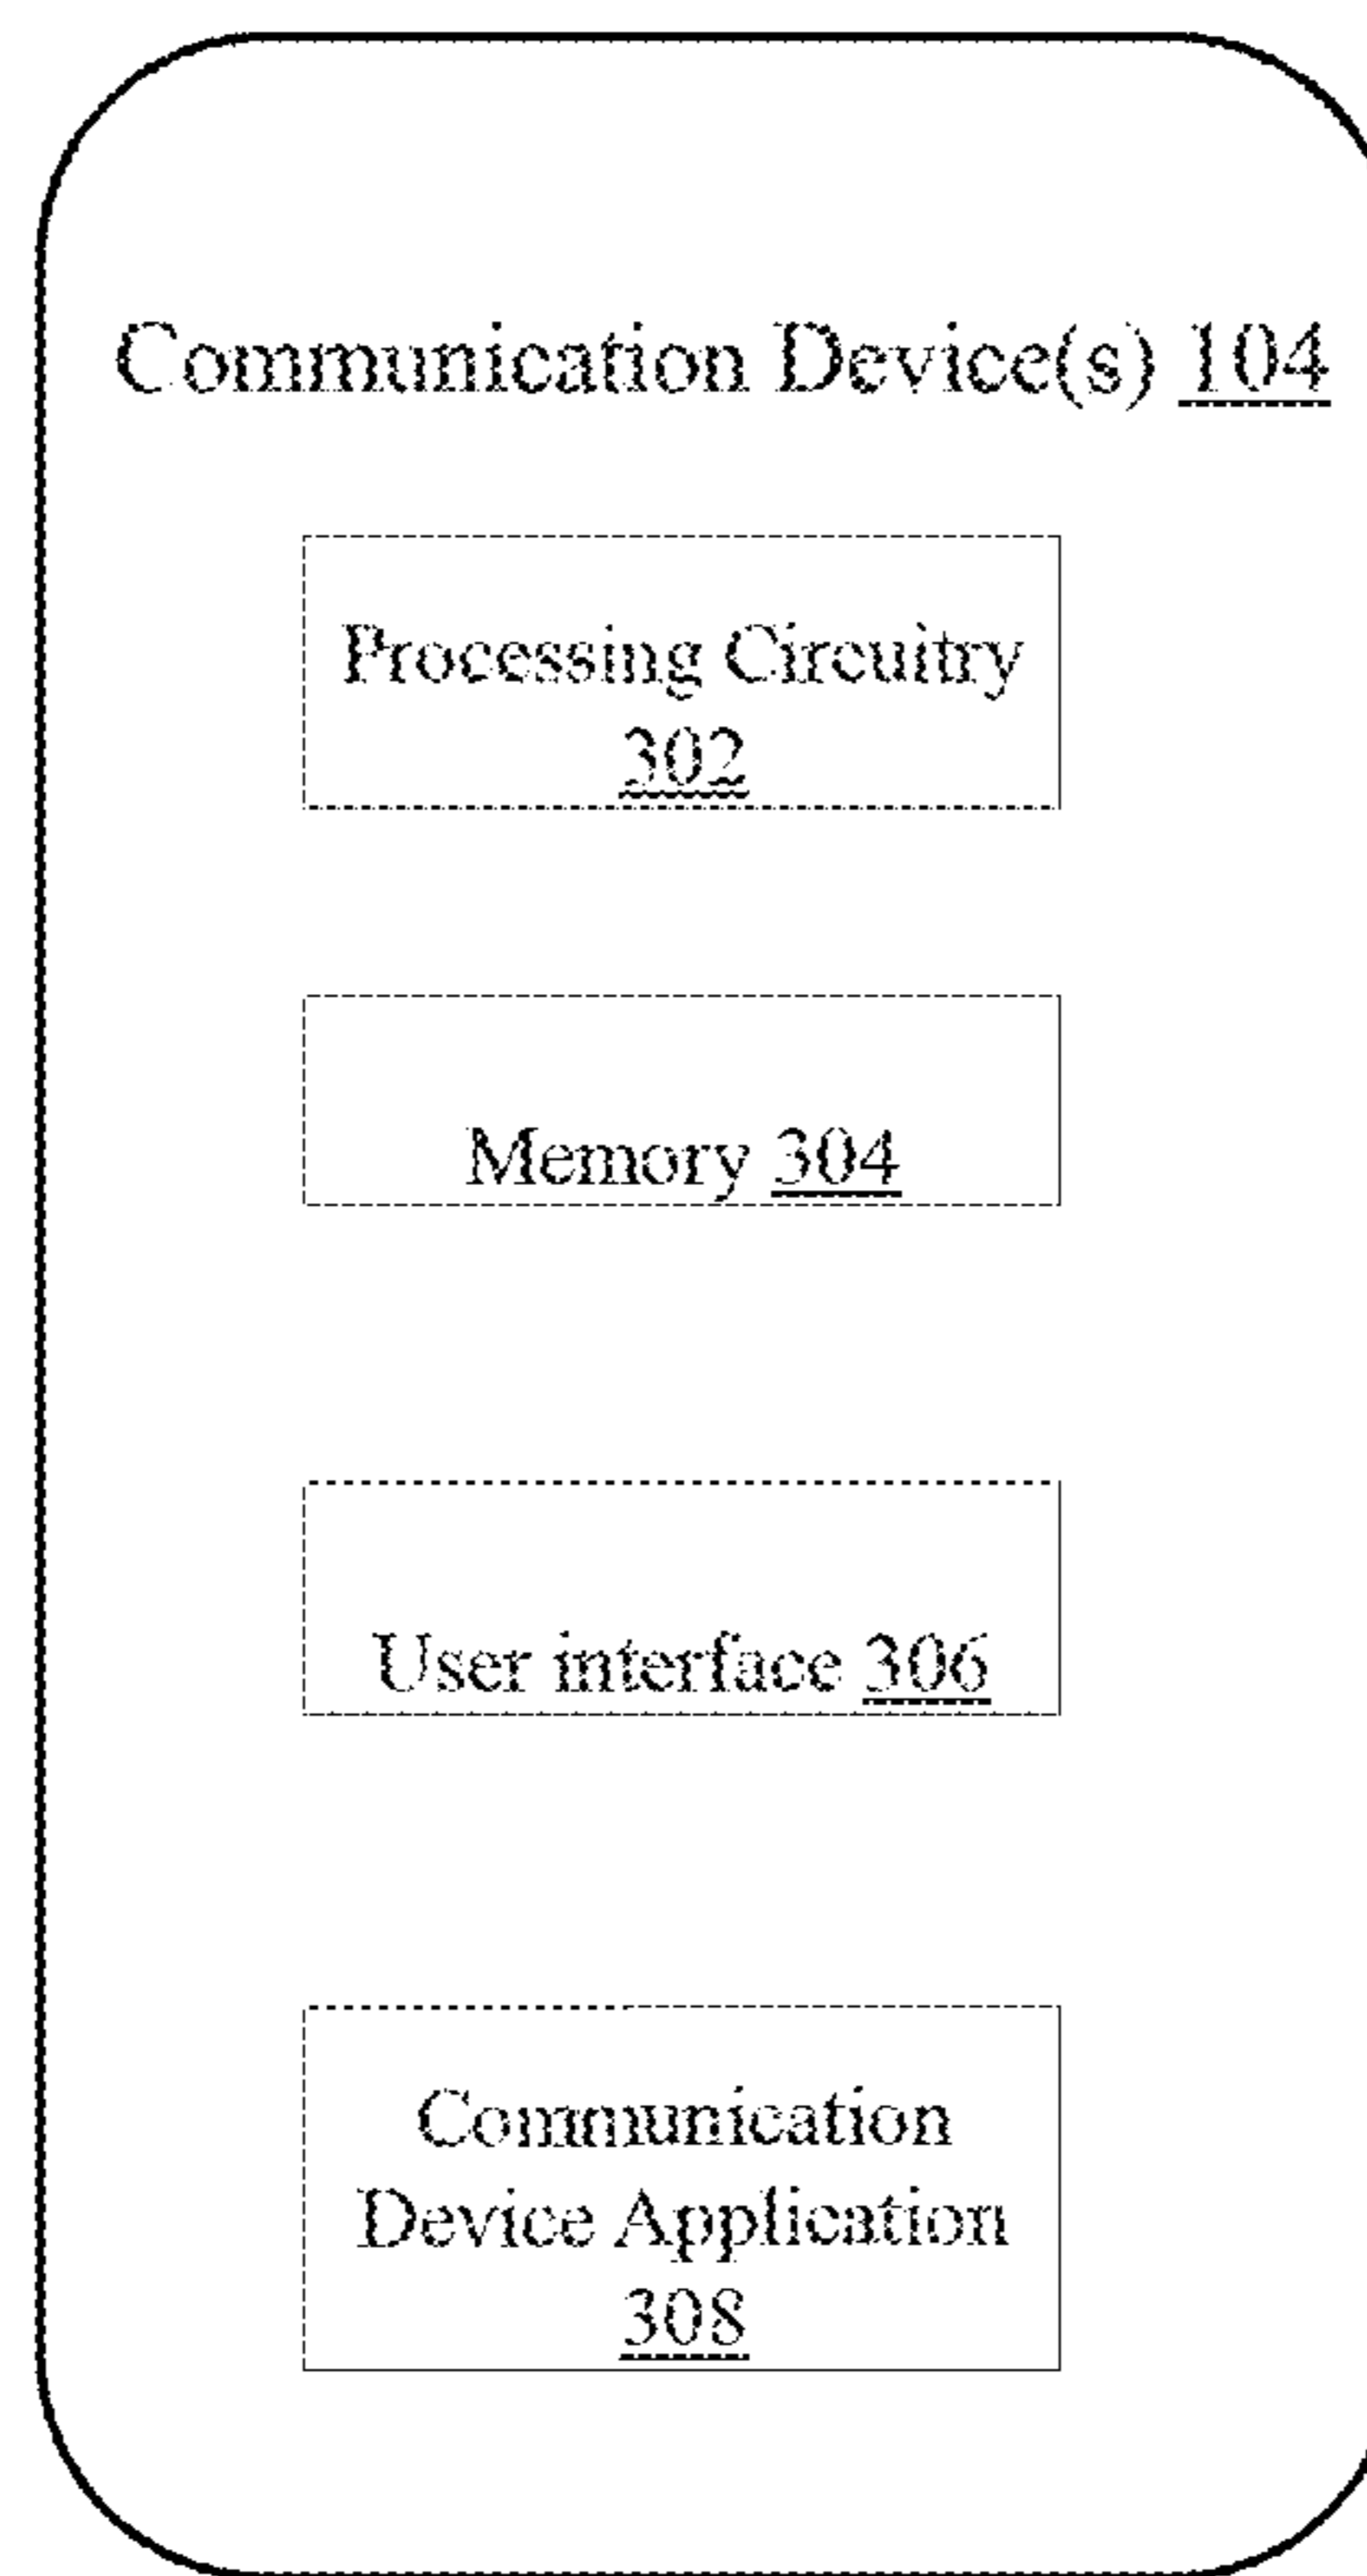 Communication Device(s) 104
Processing Circuitry
302
Memory 304
User interface 306
Communication
Device Application
308